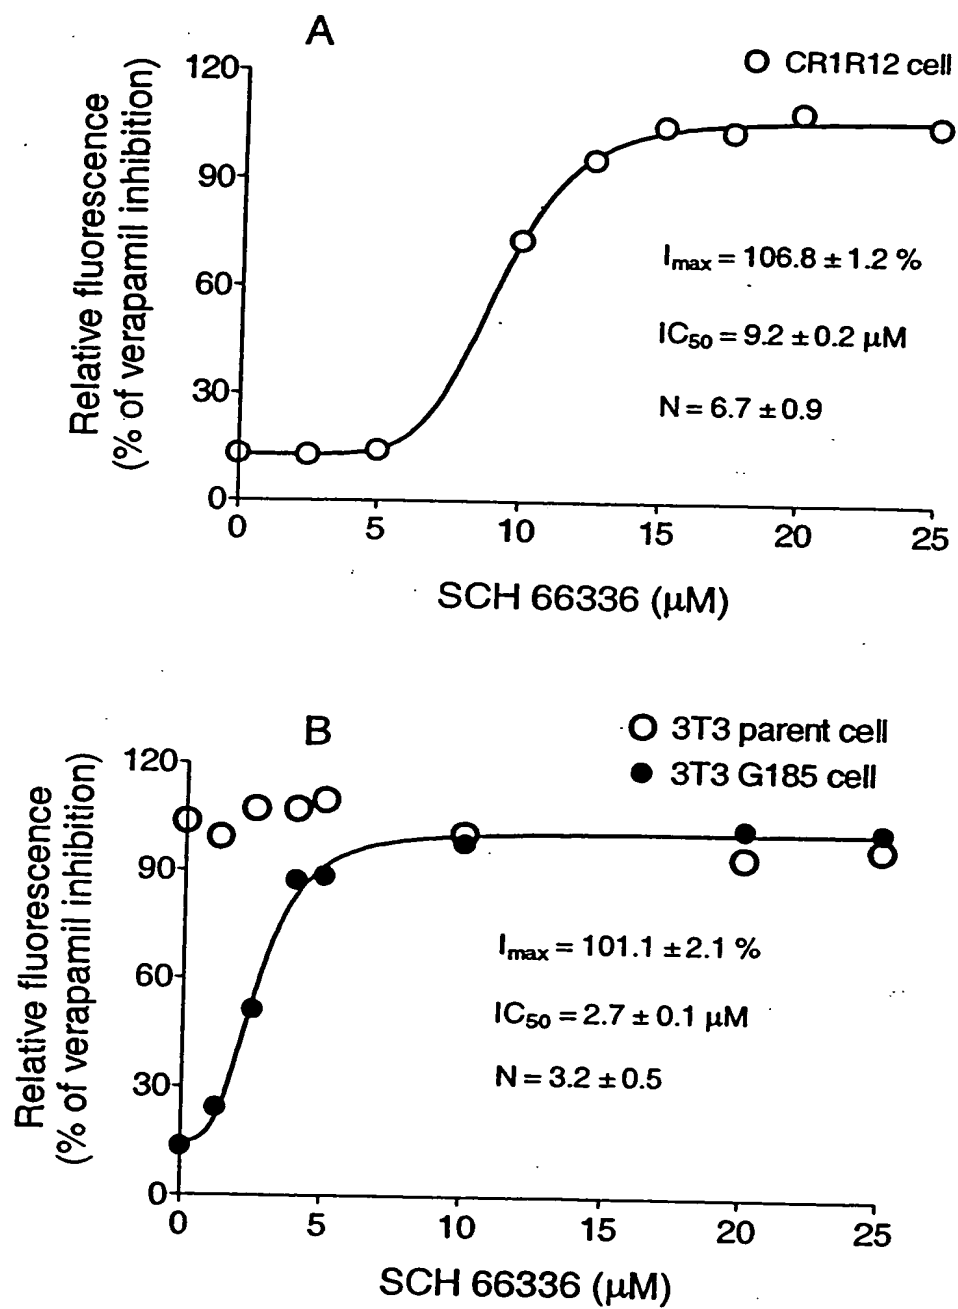 A
O CR1R12 cell
Relative fluorescence
(% of verapamil inhibition)
120
90
60
30
0
Imax = 106.8 ± 1.2 %
IC50 = 9.2 ± 0.2 µM
N = 6.7 ± 0.9
0 5 10 15 20 25
SCH 66336 (µM)
B
3T3 parent cell
3T3 G185 cell
Relative fluorescence
(% of verapamil inhibition)
120
90
60
30
0
Imax = 101.1 ± 2.1 %
IC50 = 2.7 ± 0.1 µM
N = 3.2 ± 0.5
0 5 10 15 20 25
SCH 66336 (µM)